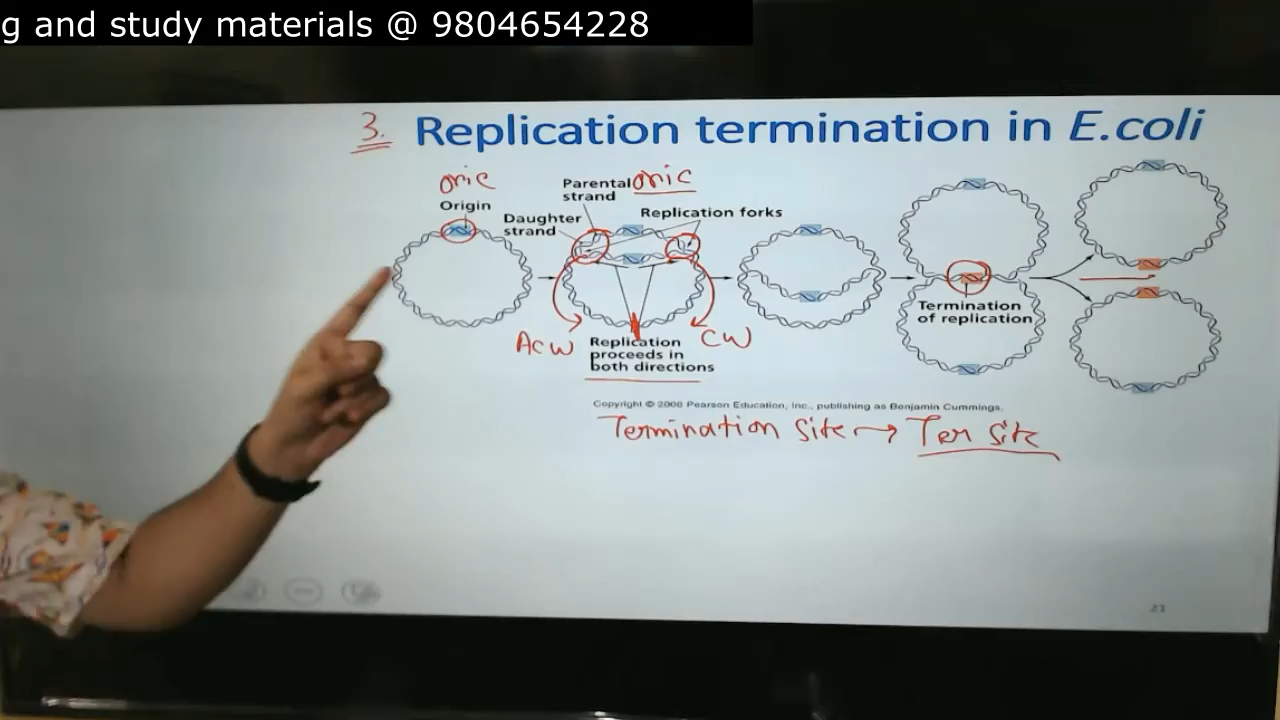 g and study materials @ 9804654228
3. Replication termination in E.coli
oric
Origin
Parental strand
oric
Daughter strand
Replication forks
ACW
Replication proceeds in both directions
CW
Termination of replication
Copyright © 2006 Pearson Education, Inc., publishing as Benjamin Cummings.
Termination Site → Ter Site
21